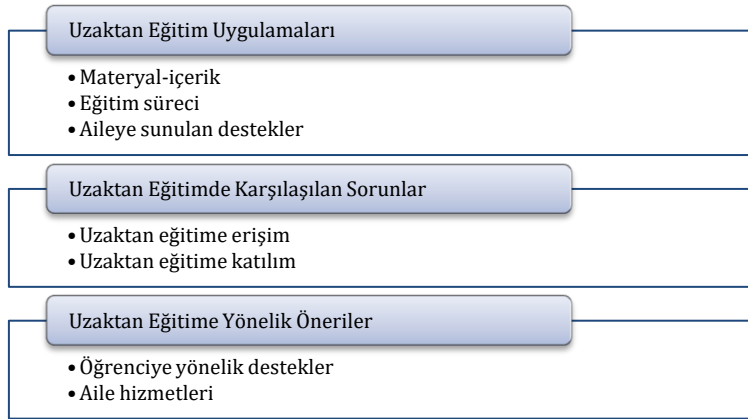 Uzaktan Eğitim Uygulamaları
• Materyal-içerik
• Eğitim süreci
• Aileye sunulan destekler
Uzaktan Eğitimde Karşılaşılan Sorunlar
• Uzaktan eğitime erişim
• Uzaktan eğitime katılım
Uzaktan Eğitime Yönelik Öneriler
• Öğrenciye yönelik destekler
• Aile hizmetleri